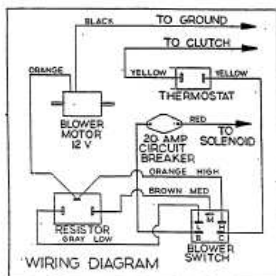 BLACK
TO GROUND
TO CLUTCH
ORANGE
YELLOW
YELLOW
THERMOSTAT
BLOWER
MOTOR
12 V
RED
20 AMP
CIRCUIT
BREAKER
TO
SOLENOID
ORANGE HIGH
BROWN MED
RESISTOR
GRAY LOW
L
M
H
B
C
BLOWER
SWITCH
WIRING DIAGRAM